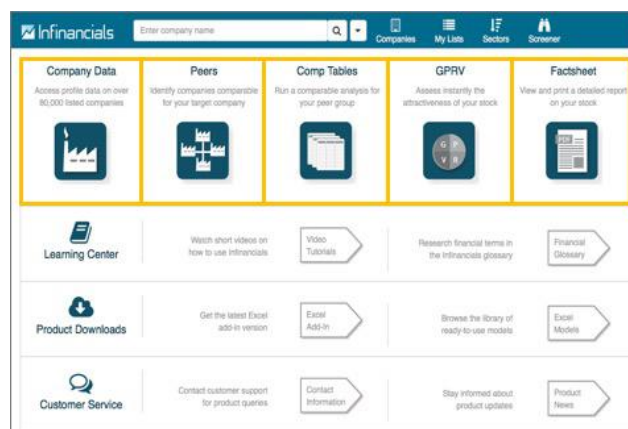 Infinancials
Enter company name
Companies
My Lists
Sectors
Screener
Company Data
Access profile data on over
80,000 listed companies
Peers
Identify companies comparable
for your target company
Comp Tables
Run a comparable analysis for
your peer group
GPRV
Assess instantly the
attractiveness of your stock
G P
V R
Factsheet
View and print a detailed report
on your stock
PDF
Learning Center
Watch short videos on
how to use Infinancials
Video
Tutorials
Research financial terms in
the Infinancials glossary
Financial
Glossary
Product Downloads
Get the latest Excel
add-in version
Excel
Add-In
Browse the library of
ready-to-use models
Excel
Models
Customer Service
Contact customer support
for product queries
Contact
Information
Stay informed about
product updates
Product
News